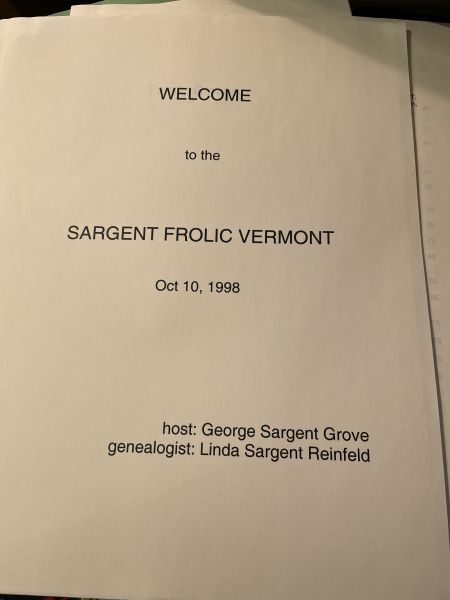 WELCOME
to the
SARGENT FROLIC VERMONT
Oct 10, 1998
host: George Sargent Grove
genealogist: Linda Sargent Reinfeld